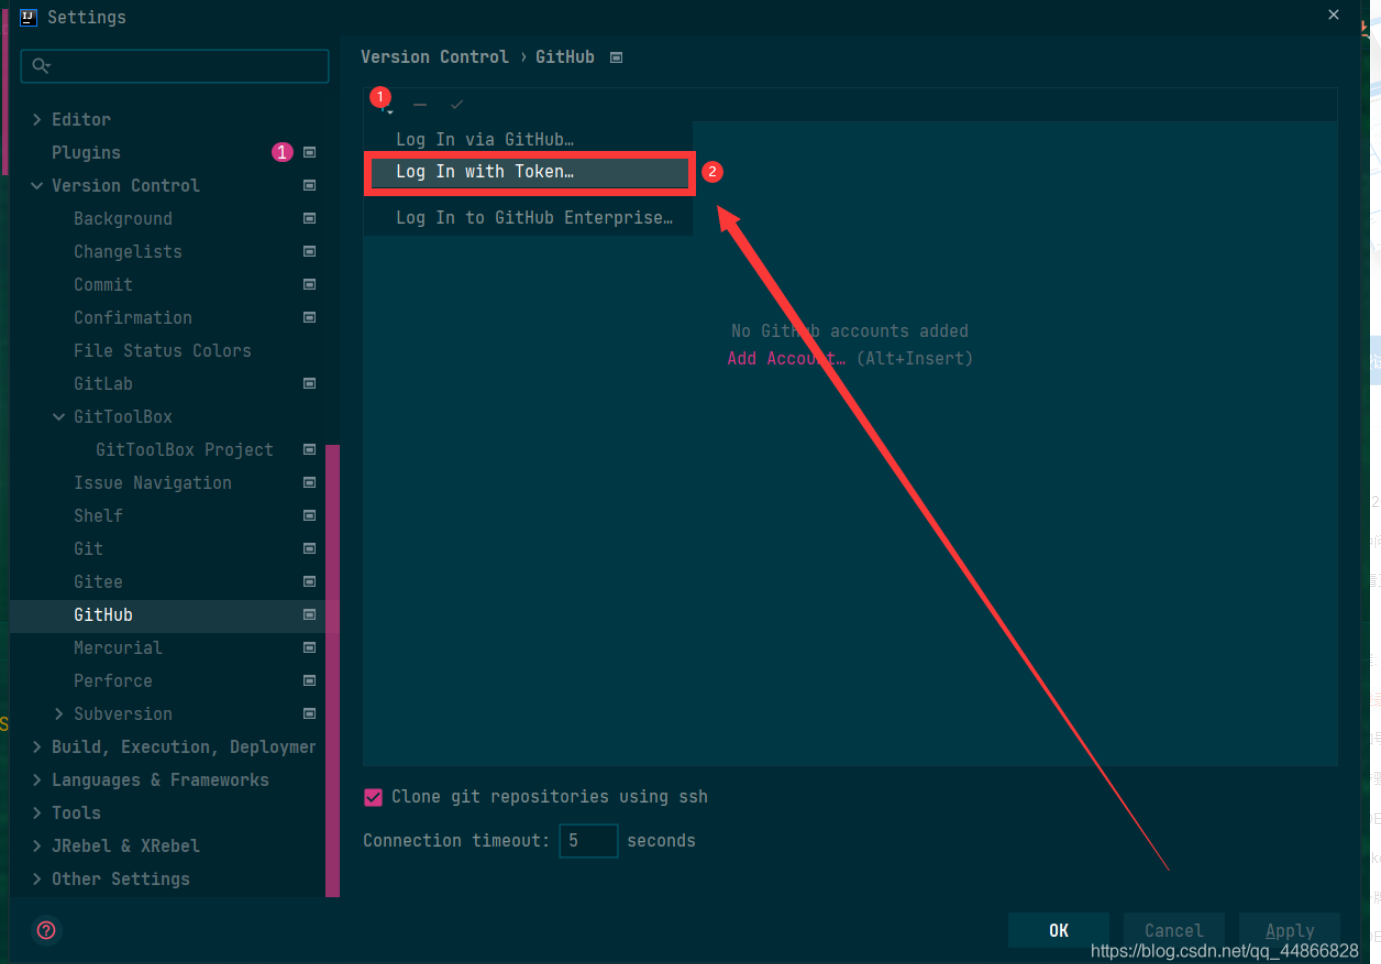 Settings
Version Control › GitHub
1
Editor
Log In via GitHub…
Plugins 1
Log In with Token…
2
Version Control
Background
Log In to GitHub Enterprise…
Changelists
Commit
Confirmation
No GitHub accounts added
File Status Colors
Add Account… (Alt+Insert)
GitLab
GitToolBox
GitToolBox Project
Issue Navigation
Shelf
Git
Gitee
GitHub
Mercurial
Perforce
Subversion
Build, Execution, Deploymer
Languages & Frameworks
Clone git repositories using ssh
Tools
Connection timeout: 5 seconds
JRebel & XRebel
Other Settings
?
OK
Cancel
Apply
https://blog.csdn.net/qq_44866828